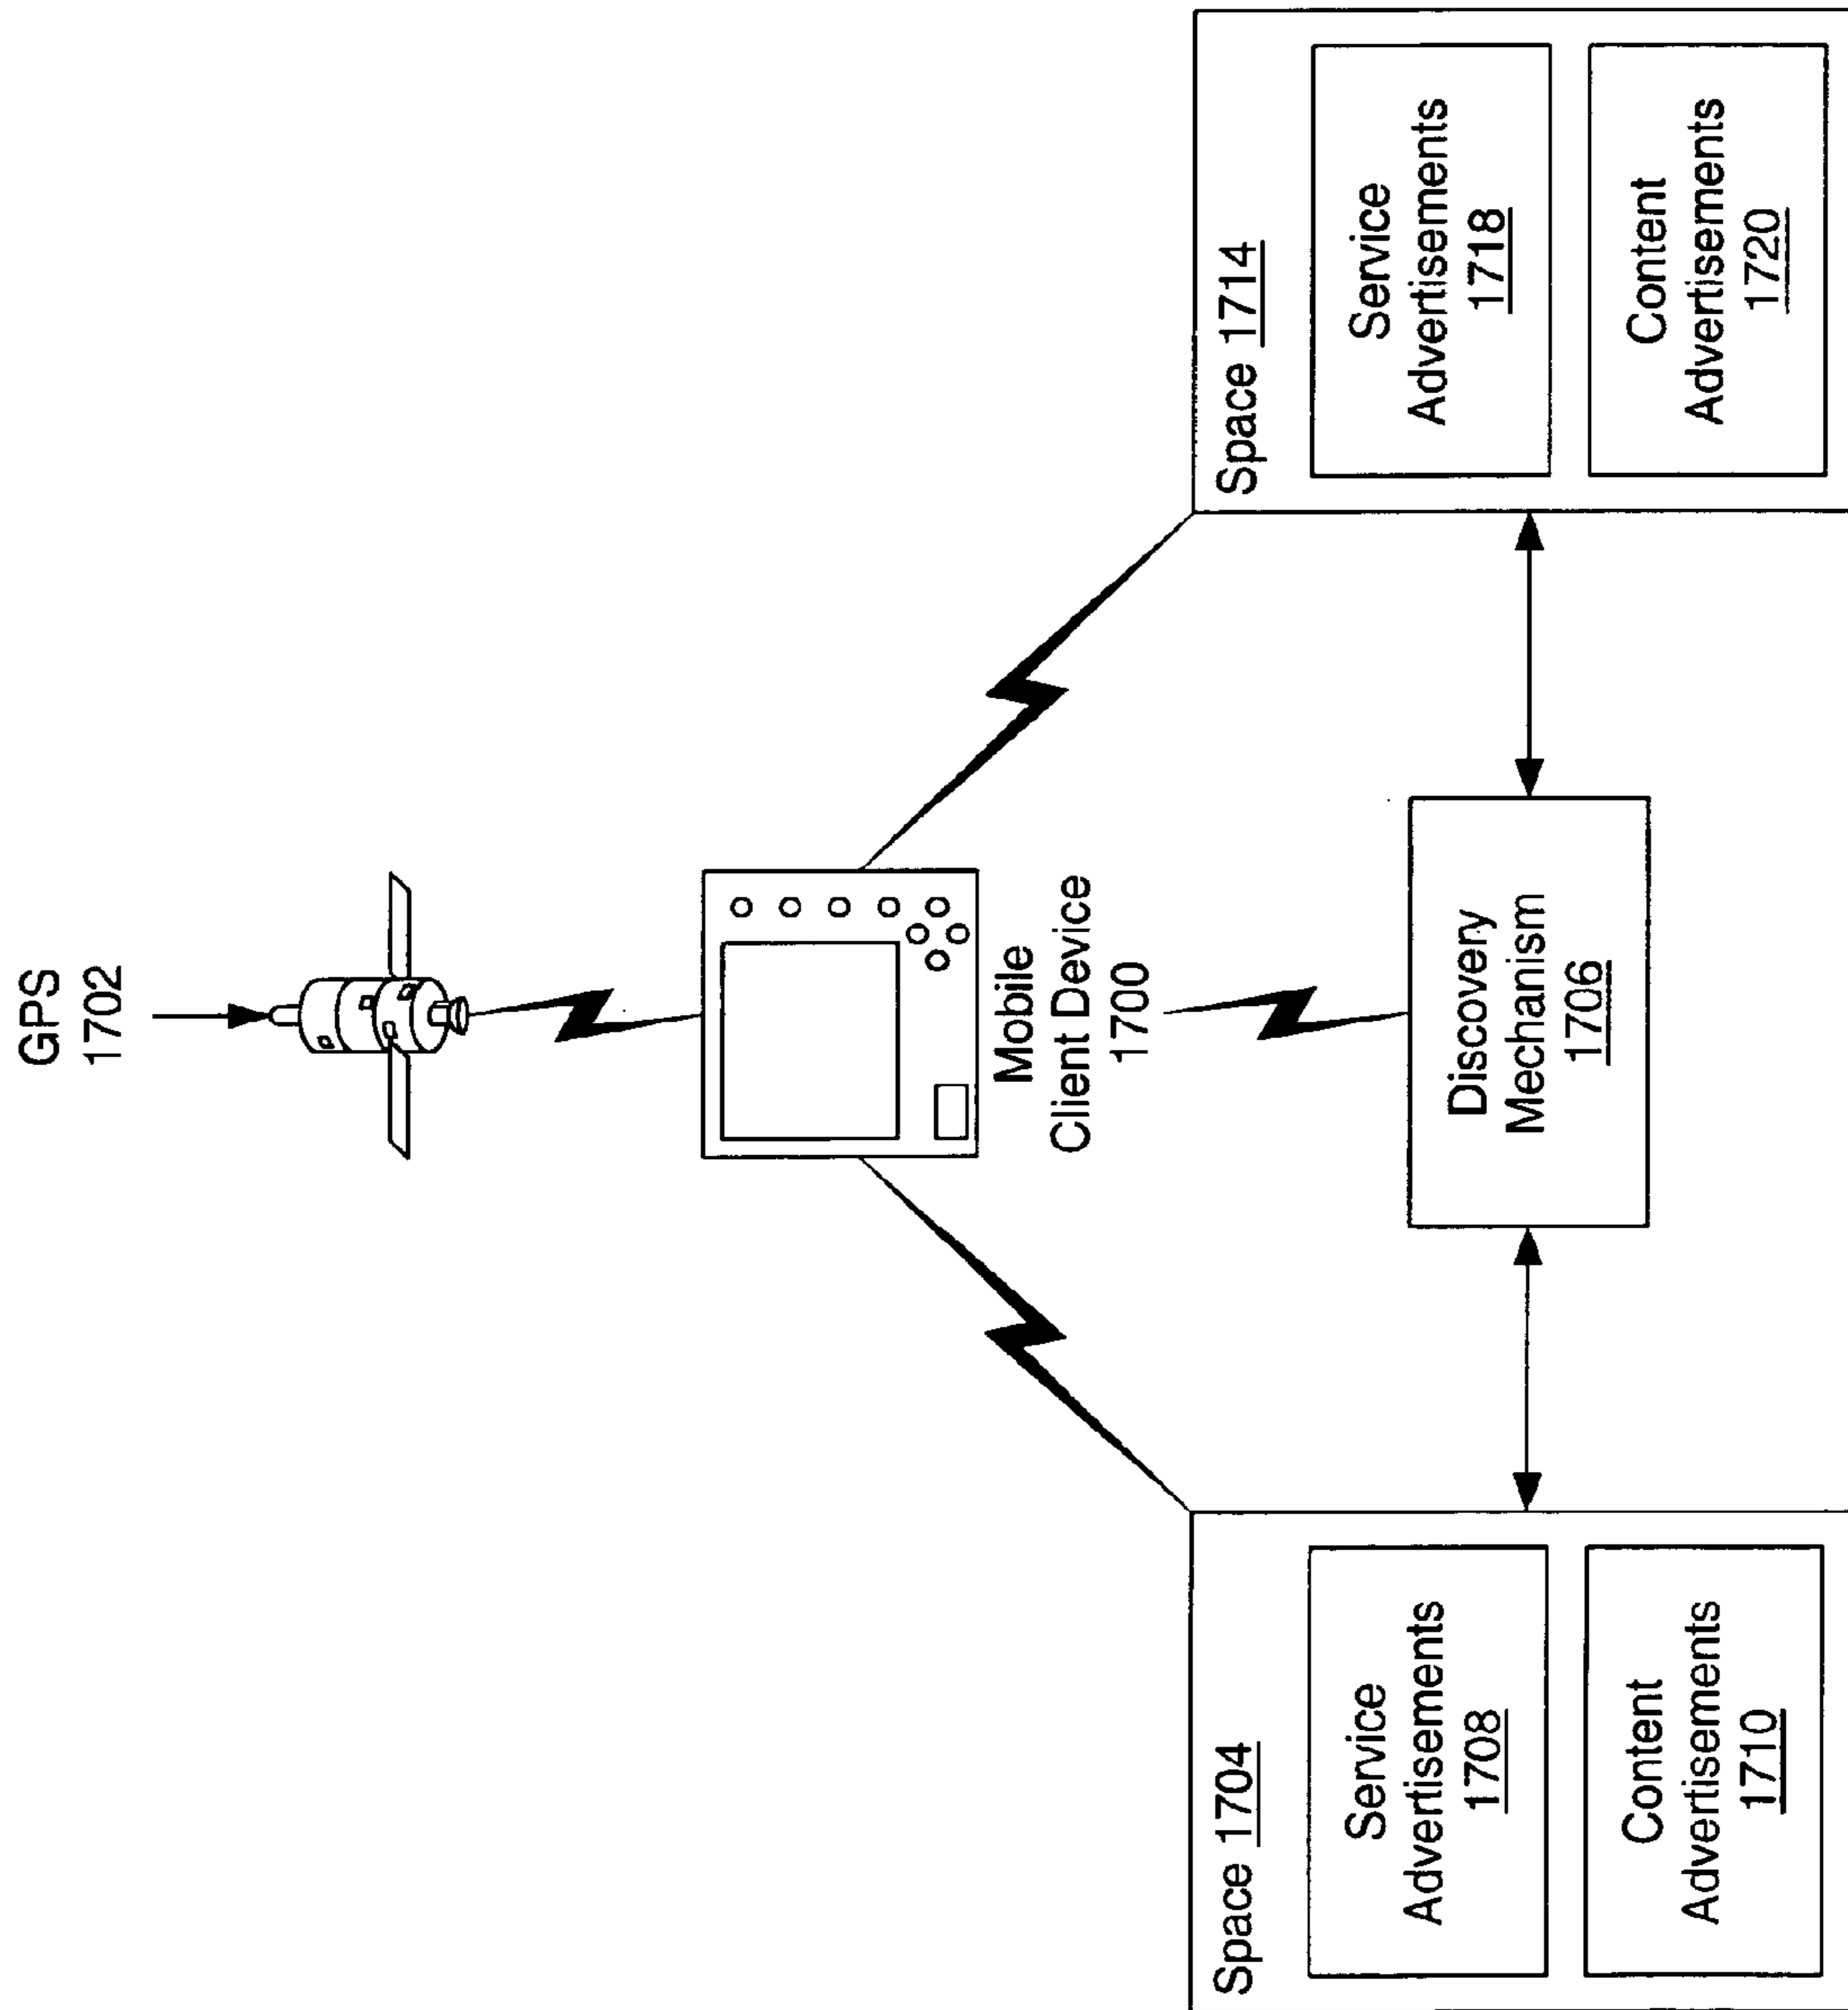 GPS
1702
Mobile
Client Device
1700
Discovery
Mechanism
1706
Space 1704
Service
Advertisements
1708
Content
Advertisements
1710
Space 1714
Service
Advertisements
1718
Content
Advertisements
1720